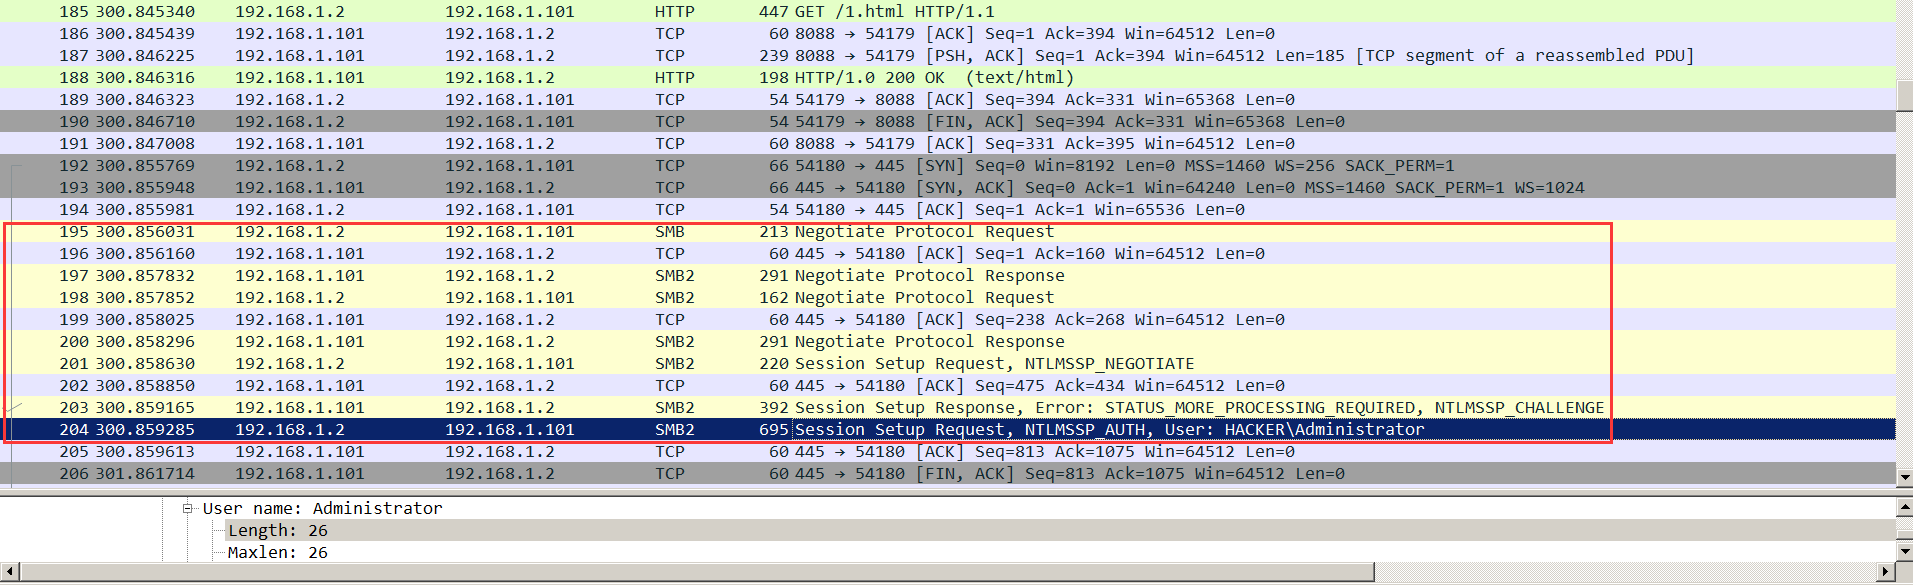 185 300.845340 192.168.1.2 192.168.1.101 HTTP 447 GET /1.html HTTP/1.1
186 300.845439 192.168.1.101 192.168.1.2 TCP 60 8088 → 54179 [ACK] Seq=1 Ack=394 Win=64512 Len=0
187 300.846225 192.168.1.101 192.168.1.2 TCP 239 8088 → 54179 [PSH, ACK] Seq=1 Ack=394 Win=64512 Len=185 [TCP segment of a reassembled PDU]
188 300.846316 192.168.1.101 192.168.1.2 HTTP 198 HTTP/1.0 200 OK (text/html)
189 300.846323 192.168.1.2 192.168.1.101 TCP 54 54179 → 8088 [ACK] Seq=394 Ack=331 Win=65368 Len=0
190 300.846710 192.168.1.2 192.168.1.101 TCP 54 54179 → 8088 [FIN, ACK] Seq=394 Ack=331 Win=65368 Len=0
191 300.847008 192.168.1.101 192.168.1.2 TCP 60 8088 → 54179 [ACK] Seq=331 Ack=395 Win=64512 Len=0
192 300.855769 192.168.1.2 192.168.1.101 TCP 66 54180 → 445 [SYN] Seq=0 Win=8192 Len=0 MSS=1460 WS=256 SACK_PERM=1
193 300.855948 192.168.1.101 192.168.1.2 TCP 66 445 → 54180 [SYN, ACK] Seq=0 Ack=1 Win=64240 Len=0 MSS=1460 SACK_PERM=1 WS=1024
194 300.855981 192.168.1.2 192.168.1.101 TCP 54 54180 → 445 [ACK] Seq=1 Ack=1 Win=65536 Len=0
195 300.856031 192.168.1.2 192.168.1.101 SMB 213 Negotiate Protocol Request
196 300.856160 192.168.1.101 192.168.1.2 TCP 60 445 → 54180 [ACK] Seq=1 Ack=160 Win=64512 Len=0
197 300.857832 192.168.1.101 192.168.1.2 SMB2 291 Negotiate Protocol Response
198 300.857852 192.168.1.2 192.168.1.101 SMB2 162 Negotiate Protocol Request
199 300.858025 192.168.1.101 192.168.1.2 TCP 60 445 → 54180 [ACK] Seq=238 Ack=268 Win=64512 Len=0
200 300.858296 192.168.1.101 192.168.1.2 SMB2 291 Negotiate Protocol Response
201 300.858630 192.168.1.2 192.168.1.101 SMB2 220 Session Setup Request, NTLMSSP_NEGOTIATE
202 300.858850 192.168.1.101 192.168.1.2 TCP 60 445 → 54180 [ACK] Seq=475 Ack=434 Win=64512 Len=0
203 300.859165 192.168.1.101 192.168.1.2 SMB2 392 Session Setup Response, Error: STATUS_MORE_PROCESSING_REQUIRED, NTLMSSP_CHALLENGE
204 300.859285 192.168.1.2 192.168.1.101 SMB2 695 Session Setup Request, NTLMSSP_AUTH, User: HACKER\Administrator
205 300.859613 192.168.1.101 192.168.1.2 TCP 60 445 → 54180 [ACK] Seq=813 Ack=1075 Win=64512 Len=0
206 301.861714 192.168.1.101 192.168.1.2 TCP 60 445 → 54180 [FIN, ACK] Seq=813 Ack=1075 Win=64512 Len=0
User name: Administrator
Length: 26
Maxlen: 26